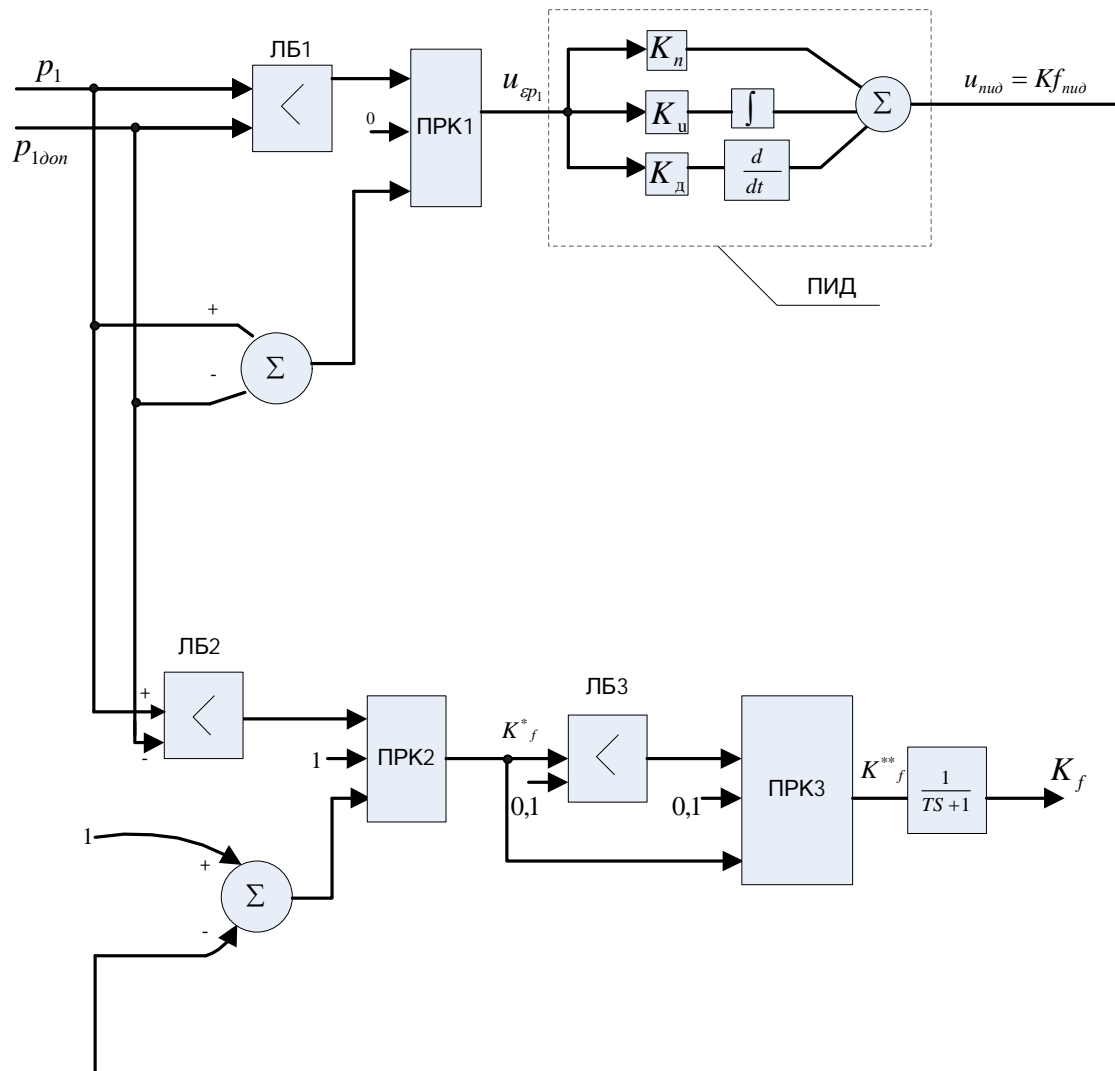 ЛБ1
p₁
p₁доп
<
0
ПРК1
u_εp₁
K_п
K_и
∫
K_д
d/dt
Σ
u_пид = Kf_пид
ПИД
+
-
Σ
ЛБ2
+
-
<
1
ПРК2
K*_f
ЛБ3
<
0,1
0,1
ПРК3
K**_f
1/(TS+1)
K_f
1
+
-
Σ